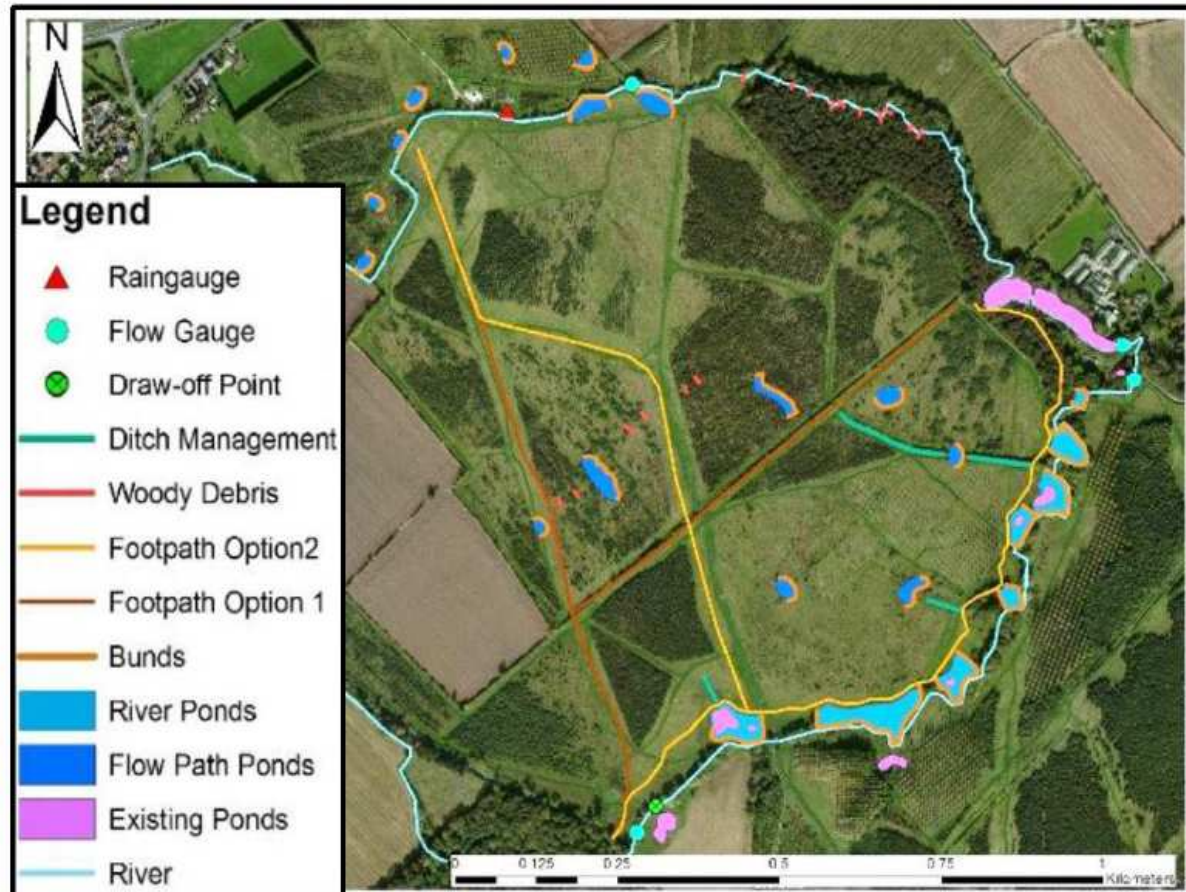 N
Legend
Raingauge
Flow Gauge
Draw-off Point
Ditch Management
Woody Debris
Footpath Option2
Footpath Option 1
Bunds
River Ponds
Flow Path Ponds
Existing Ponds
River
0 0.125 0.25 0.5 0.75 1
Kilometers